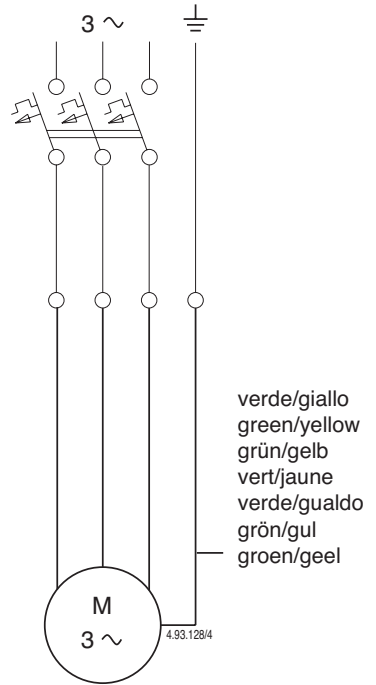 3 ∼
verde/giallo
green/yellow
grün/gelb
vert/jaune
verde/gualdo
grön/gul
groen/geel
M
3 ∼
4.93.128/4